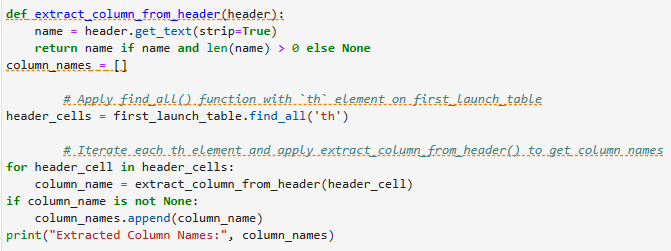 def extract_column_from_header(header):
    name = header.get_text(strip=True)
    return name if name and len(name) > 0 else None
column_names = []
        # Apply find_all() function with `th` element on first_launch_table
header_cells = first_launch_table.find_all('th')
        # Iterate each th element and apply extract_column_from_header() to get column names
for header_cell in header_cells:
    column_name = extract_column_from_header(header_cell)
if column_name is not None:
    column_names.append(column_name)
print("Extracted Column Names:", column_names)